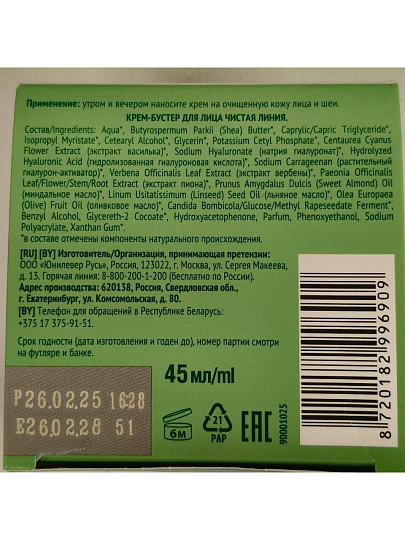 Применение: утром и вечером наносите крем на очищенную кожу лица и шеи.
КРЕМ-БУСТЕР ДЛЯ ЛИЦА ЧИСТАЯ ЛИНИЯ.
Состав/Ingredients: Aqua*, Butyrospermum Parkii (Shea) Butter*, Caprylic/Capric Triglyceride*,
Isopropyl Myristate*, Cetearyl Alcohol*, Glycerin*, Potassium Cetyl Phosphate*, Centaurea Cyanus
Flower Extract (экстракт василька)*, Sodium Hyaluronate (натрия гиалуронат)*, Hydrolyzed
Hyaluronic Acid (гидролизованная гиалуроновая кислота)*, Sodium Carrageenan (растительный
гиалурон-активатор)*, Verbena Officinalis Leaf Extract (экстракт вербены)*, Paeonia Officinalis
Leaf/Flower/Stem/Root Extract (экстракт пиона)*, Prunus Amygdalus Dulcis (Sweet Almond) Oil
(миндальное масло)*, Linum Usitatissimum (Linseed) Seed Oil (льняное масло)*, Olea Europaea
(Olive) Fruit Oil (оливковое масло)*, Candida Bombicola/Glucose/Methyl Rapeseedate Ferment*,
Benzyl Alcohol, Glycereth-2 Cocoate*, Hydroxyacetophenone, Parfum, Phenoxyethanol, Sodium
Polyacrylate, Xanthan Gum*.
*в составе отмечены компоненты натурального происхождения.
[RU] [BY] Изготовитель/Организация, принимающая претензии:
ООО «Юнилевер Русь», Россия, 123022, г. Москва, ул. Сергея Макеева,
д. 13. Горячая линия: 8-800-200-1-200 (бесплатно по России).
Адрес производства: 620138, Россия, Свердловская обл.,
г. Екатеринбург, ул. Комсомольская, д. 80.
[BY] Телефон для обращений в Республике Беларусь:
+375 17 375-91-51.
Срок годности (дата изготовления и годен до), номер партии смотри
на футляре и банке.
45 мл/ml
P26.02.25 16:28
E26.02.28 51
6м
21
PAP
EAC
90001025
8 720182 996909